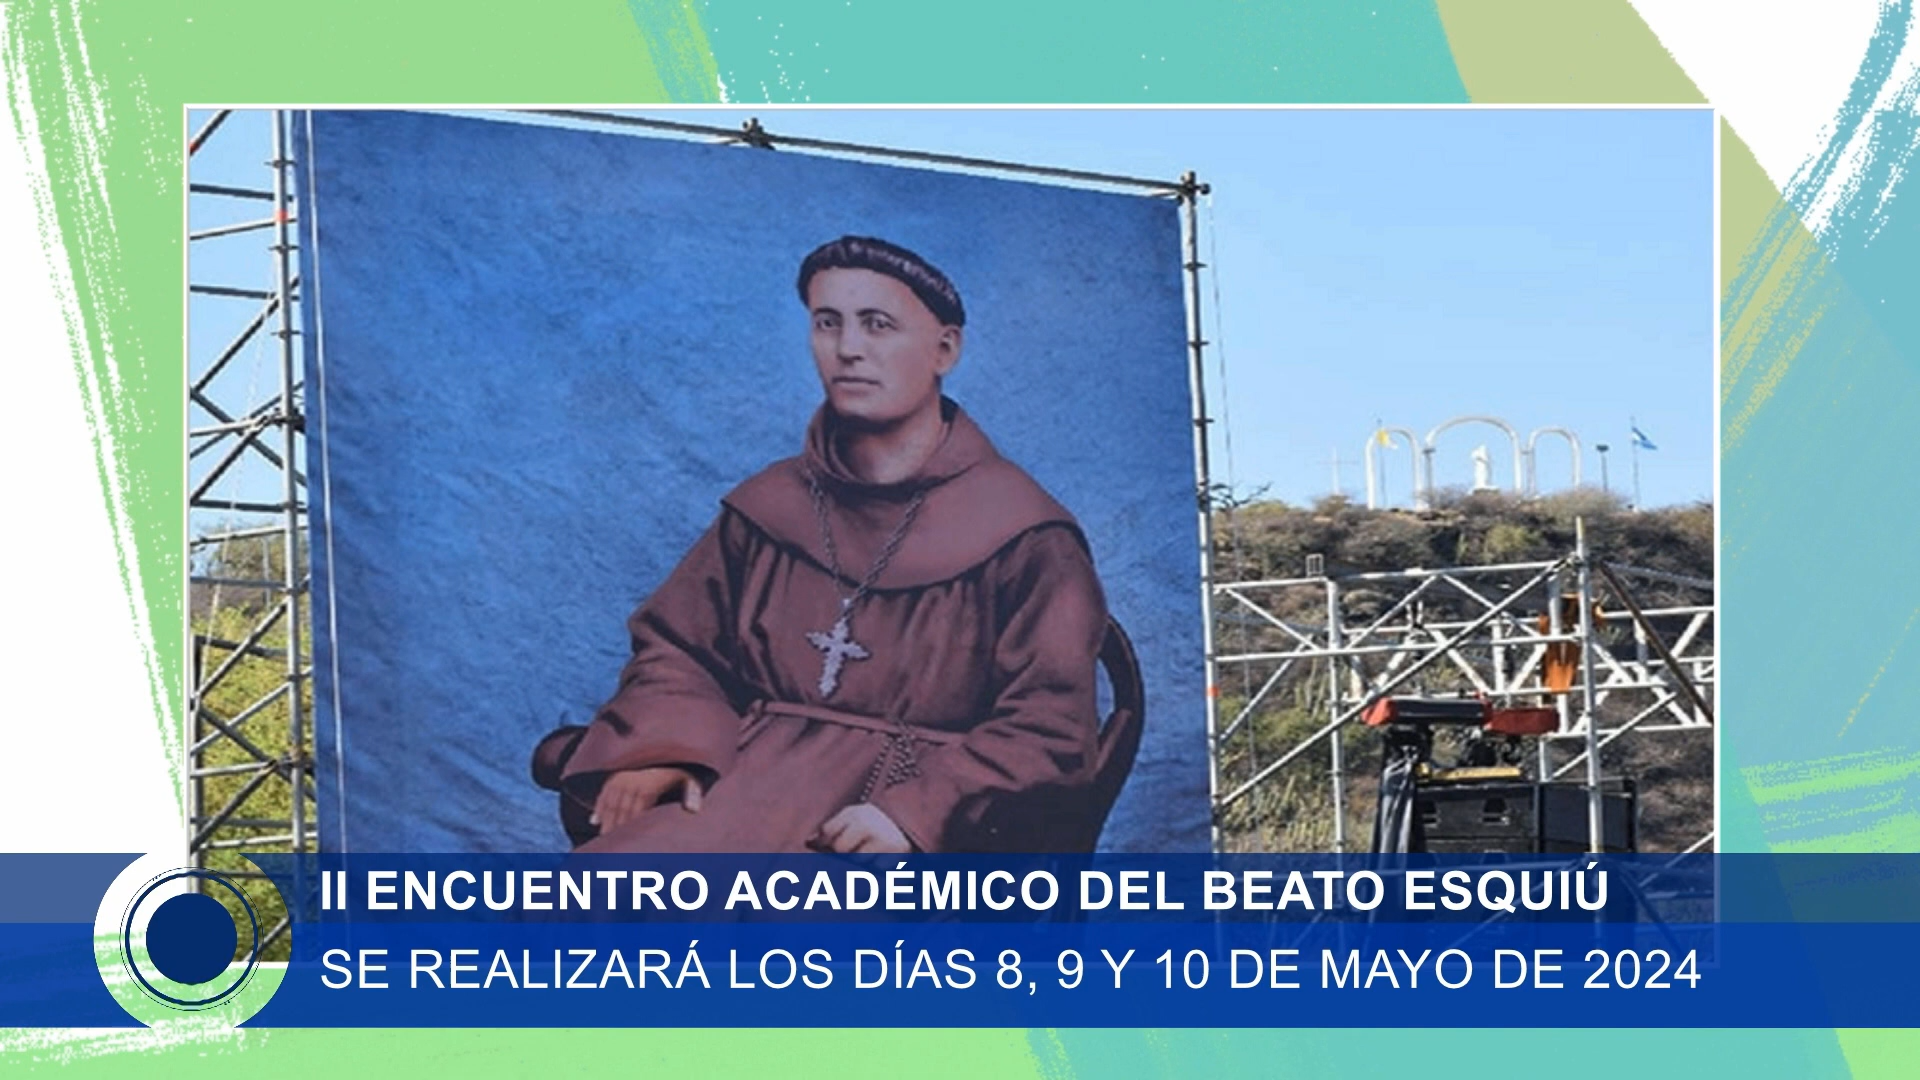 II ENCUENTRO ACADÉMICO DEL BEATO ESQUIÚ
SE REALIZARÁ LOS DÍAS 8, 9 Y 10 DE MAYO DE 2024